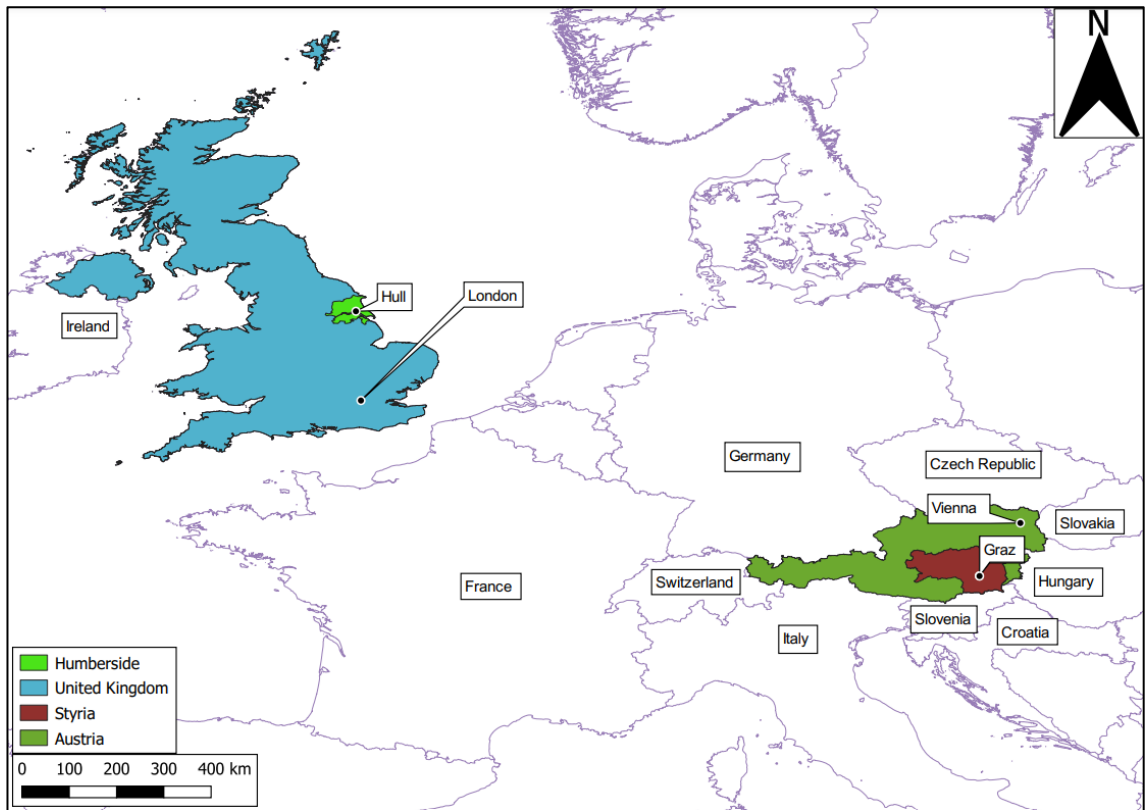 N
Hull
London
Ireland
Germany
Czech Republic
Vienna
Slovakia
Graz
Switzerland
Hungary
France
Slovenia
Croatia
Italy
Humberside
United Kingdom
Styria
Austria
0 100 200 300 400 km